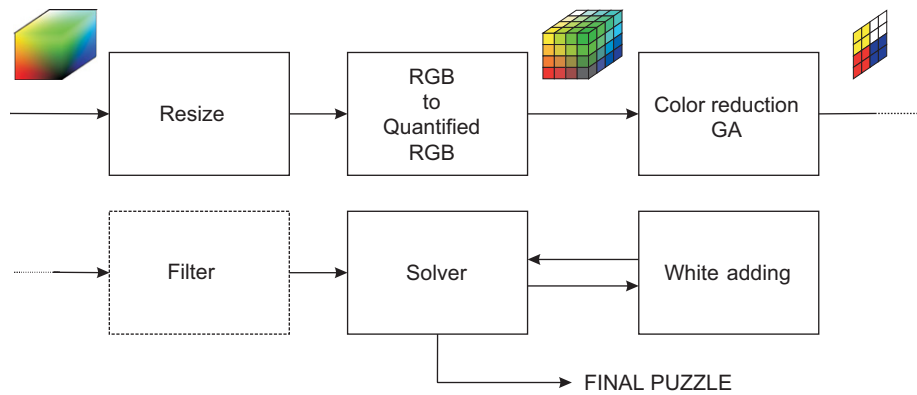 Resize
RGB
to
Quantified
RGB
Color reduction
GA
Filter
Solver
White adding
FINAL PUZZLE